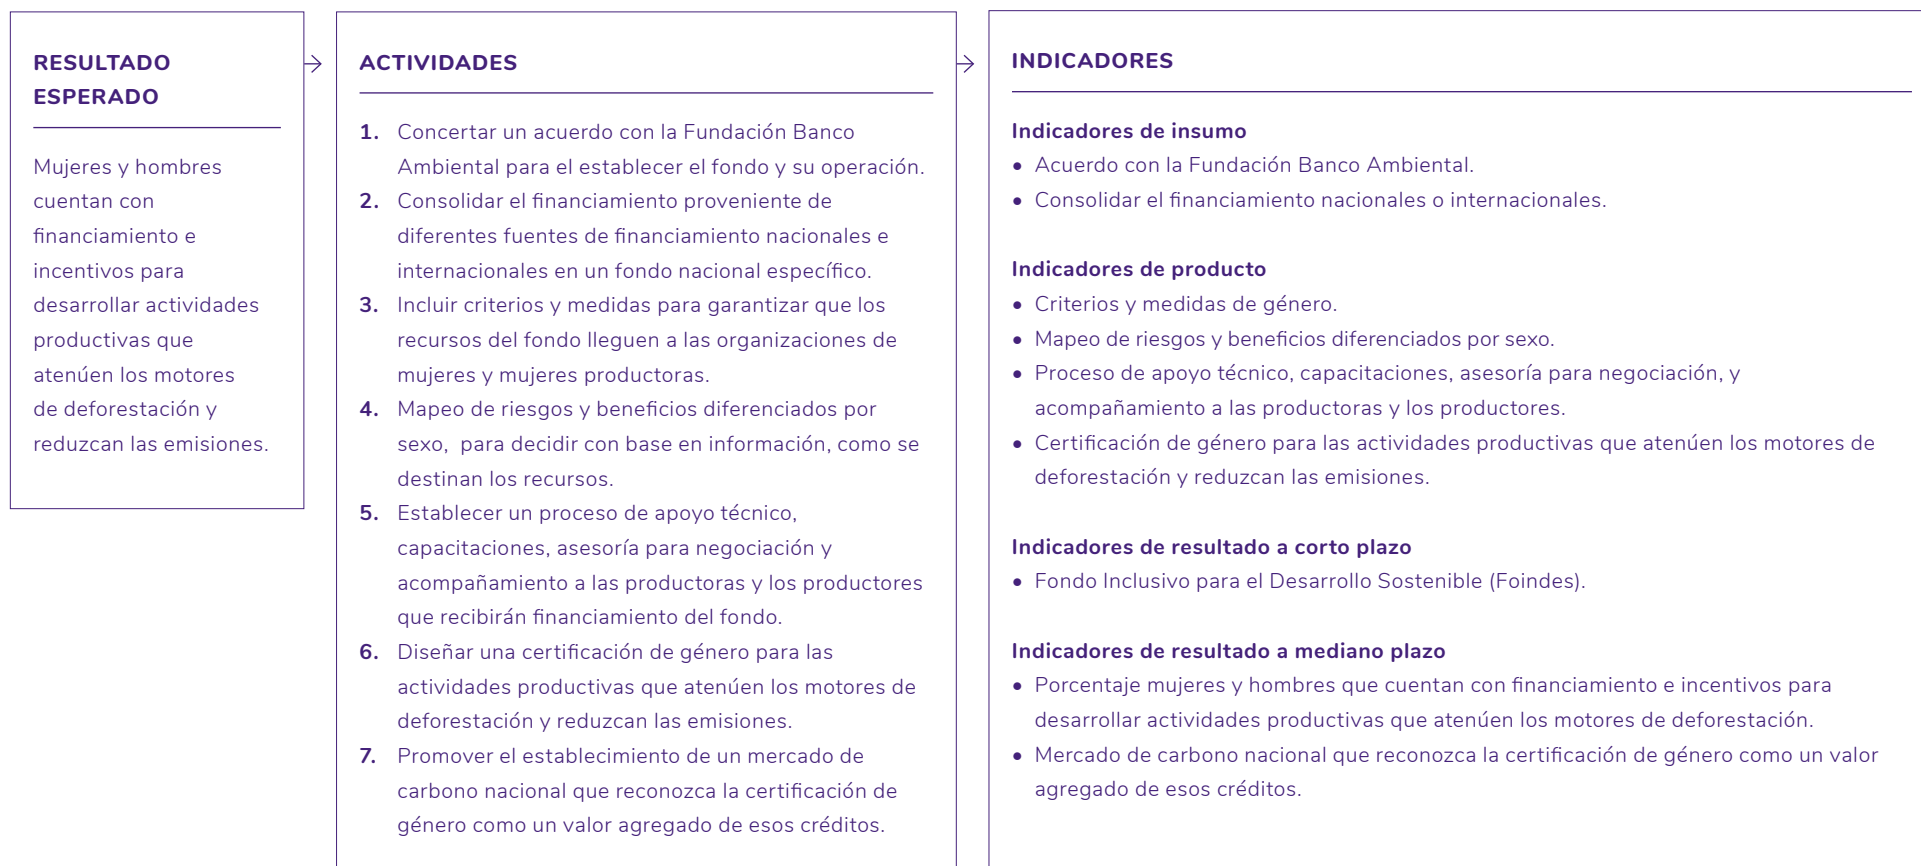 RESULTADO
ESPERADO
Mujeres y hombres
cuentan con
financiamiento e
incentivos para
desarrollar actividades
productivas que
atenúen los motores
de deforestación y
reduzcan las emisiones.
ACTIVIDADES
1. Concertar un acuerdo con la Fundación Banco
Ambiental para el establecer el fondo y su operación.
2. Consolidar el financiamiento proveniente de
diferentes fuentes de financiamiento nacionales e
internacionales en un fondo nacional específico.
3. Incluir criterios y medidas para garantizar que los
recursos del fondo lleguen a las organizaciones de
mujeres y mujeres productoras.
4. Mapeo de riesgos y beneficios diferenciados por
sexo, para decidir con base en información, como se
destinan los recursos.
5. Establecer un proceso de apoyo técnico,
capacitaciones, asesoría para negociación y
acompañamiento a las productoras y los productores
que recibirán financiamiento del fondo.
6. Diseñar una certificación de género para las
actividades productivas que atenúen los motores de
deforestación y reduzcan las emisiones.
7. Promover el establecimiento de un mercado de
carbono nacional que reconozca la certificación de
género como un valor agregado de esos créditos.
INDICADORES
Indicadores de insumo
• Acuerdo con la Fundación Banco Ambiental.
• Consolidar el financiamiento nacionales o internacionales.
Indicadores de producto
• Criterios y medidas de género.
• Mapeo de riesgos y beneficios diferenciados por sexo.
• Proceso de apoyo técnico, capacitaciones, asesoría para negociación, y
acompañamiento a las productoras y los productores.
• Certificación de género para las actividades productivas que atenúen los motores de
deforestación y reduzcan las emisiones.
Indicadores de resultado a corto plazo
• Fondo Inclusivo para el Desarrollo Sostenible (Foindes).
Indicadores de resultado a mediano plazo
• Porcentaje mujeres y hombres que cuentan con financiamiento e incentivos para
desarrollar actividades productivas que atenúen los motores de deforestación.
• Mercado de carbono nacional que reconozca la certificación de género como un valor
agregado de esos créditos.